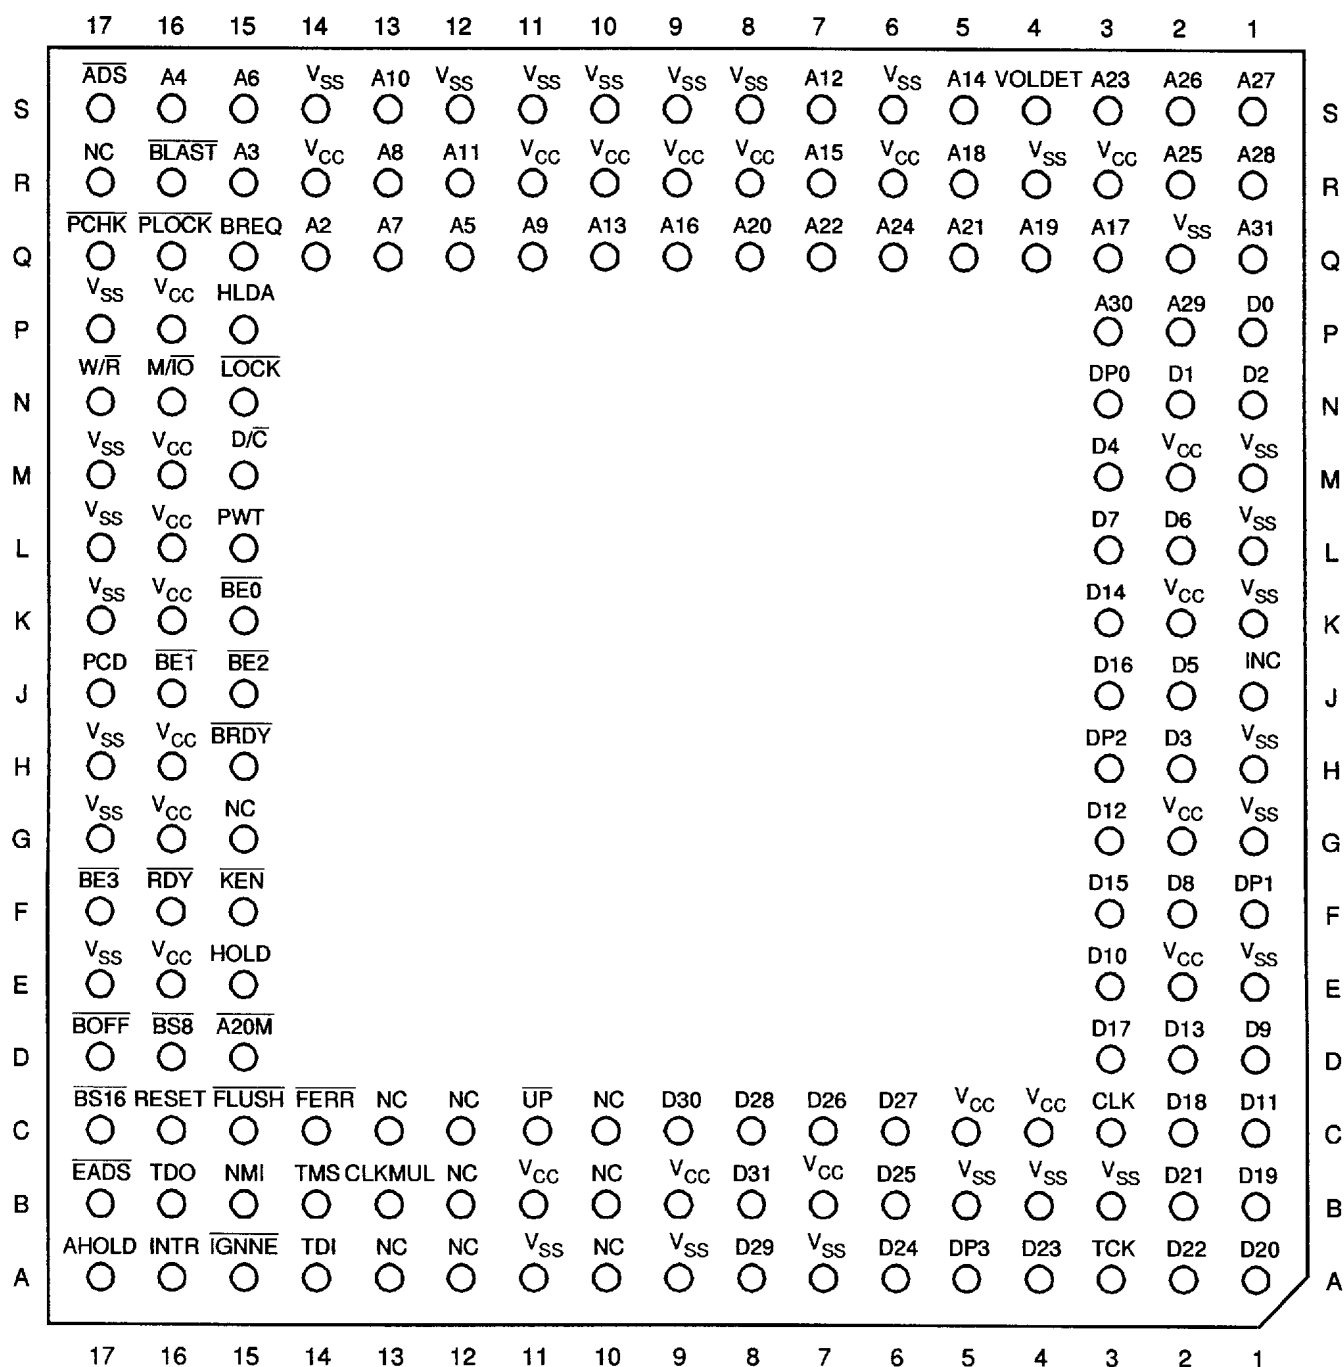 17 16 15 14 13 12 11 10 9 8 7 6 5 4 3 2 1
ADS A4 A6 VSS A10 VSS VSS VSS VSS VSS A12 VSS A14 VOLDET A23 A26 A27
S S
NC BLAST A3 VCC A8 A11 VCC VCC VCC VCC A15 VCC A18 VSS VCC A25 A28
R R
PCHK PLOCK BREQ A2 A7 A5 A9 A13 A16 A20 A22 A24 A21 A19 A17 VSS A31
Q Q
VSS VCC HLDA A30 A29 D0
P P
W/R M/IO LOCK DP0 D1 D2
N N
VSS VCC D/C D4 VCC VSS
M M
VSS VCC PWT D7 D6 VSS
L L
VSS VCC BE0 D14 VCC VSS
K K
PCD BE1 BE2 D16 D5 INC
J J
VSS VCC BRDY DP2 D3 VSS
H H
VSS VCC NC D12 VCC VSS
G G
BE3 RDY KEN D15 D8 DP1
F F
VSS VCC HOLD D10 VCC VSS
E E
BOFF BS8 A20M D17 D13 D9
D D
BS16 RESET FLUSH FERR NC NC UP NC D30 D28 D26 D27 VCC VCC CLK D18 D11
C C
EADS TDO NMI TMS CLKMUL NC VCC NC VCC D31 VCC D25 VSS VSS VSS D21 D19
B B
AHOLD INTR IGNNE TDI NC NC VSS NC VSS D29 VSS D24 DP3 D23 TCK D22 D20
A A
17 16 15 14 13 12 11 10 9 8 7 6 5 4 3 2 1